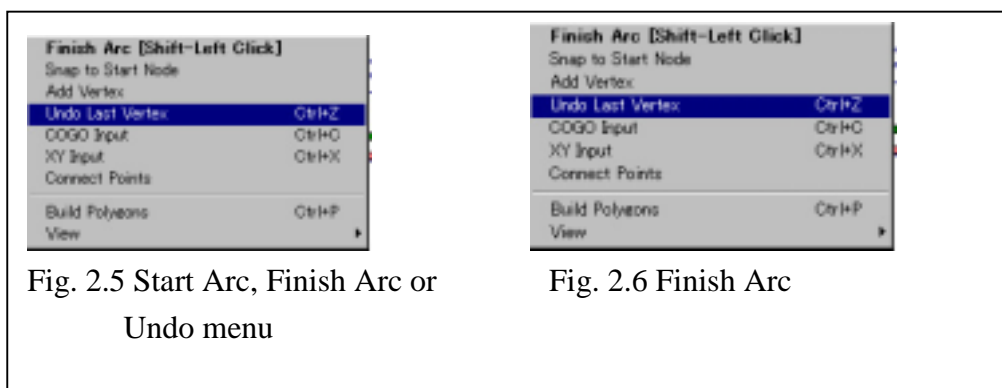 Finish Arc [Shift-Left Click]
Snap to Start Node
Add Vertex
Undo Last Vertex Ctrl+Z
COGO Input Ctrl+C
XY Input Ctrl+X
Connect Points
Build Polygons Ctrl+P
View
Fig. 2.5 Start Arc, Finish Arc or
Undo menu
Finish Arc [Shift-Left Click]
Snap to Start Node
Add Vertex
Undo Last Vertex Ctrl+Z
COGO Input Ctrl+C
XY Input Ctrl+X
Connect Points
Build Polygons Ctrl+P
View
Fig. 2.6 Finish Arc